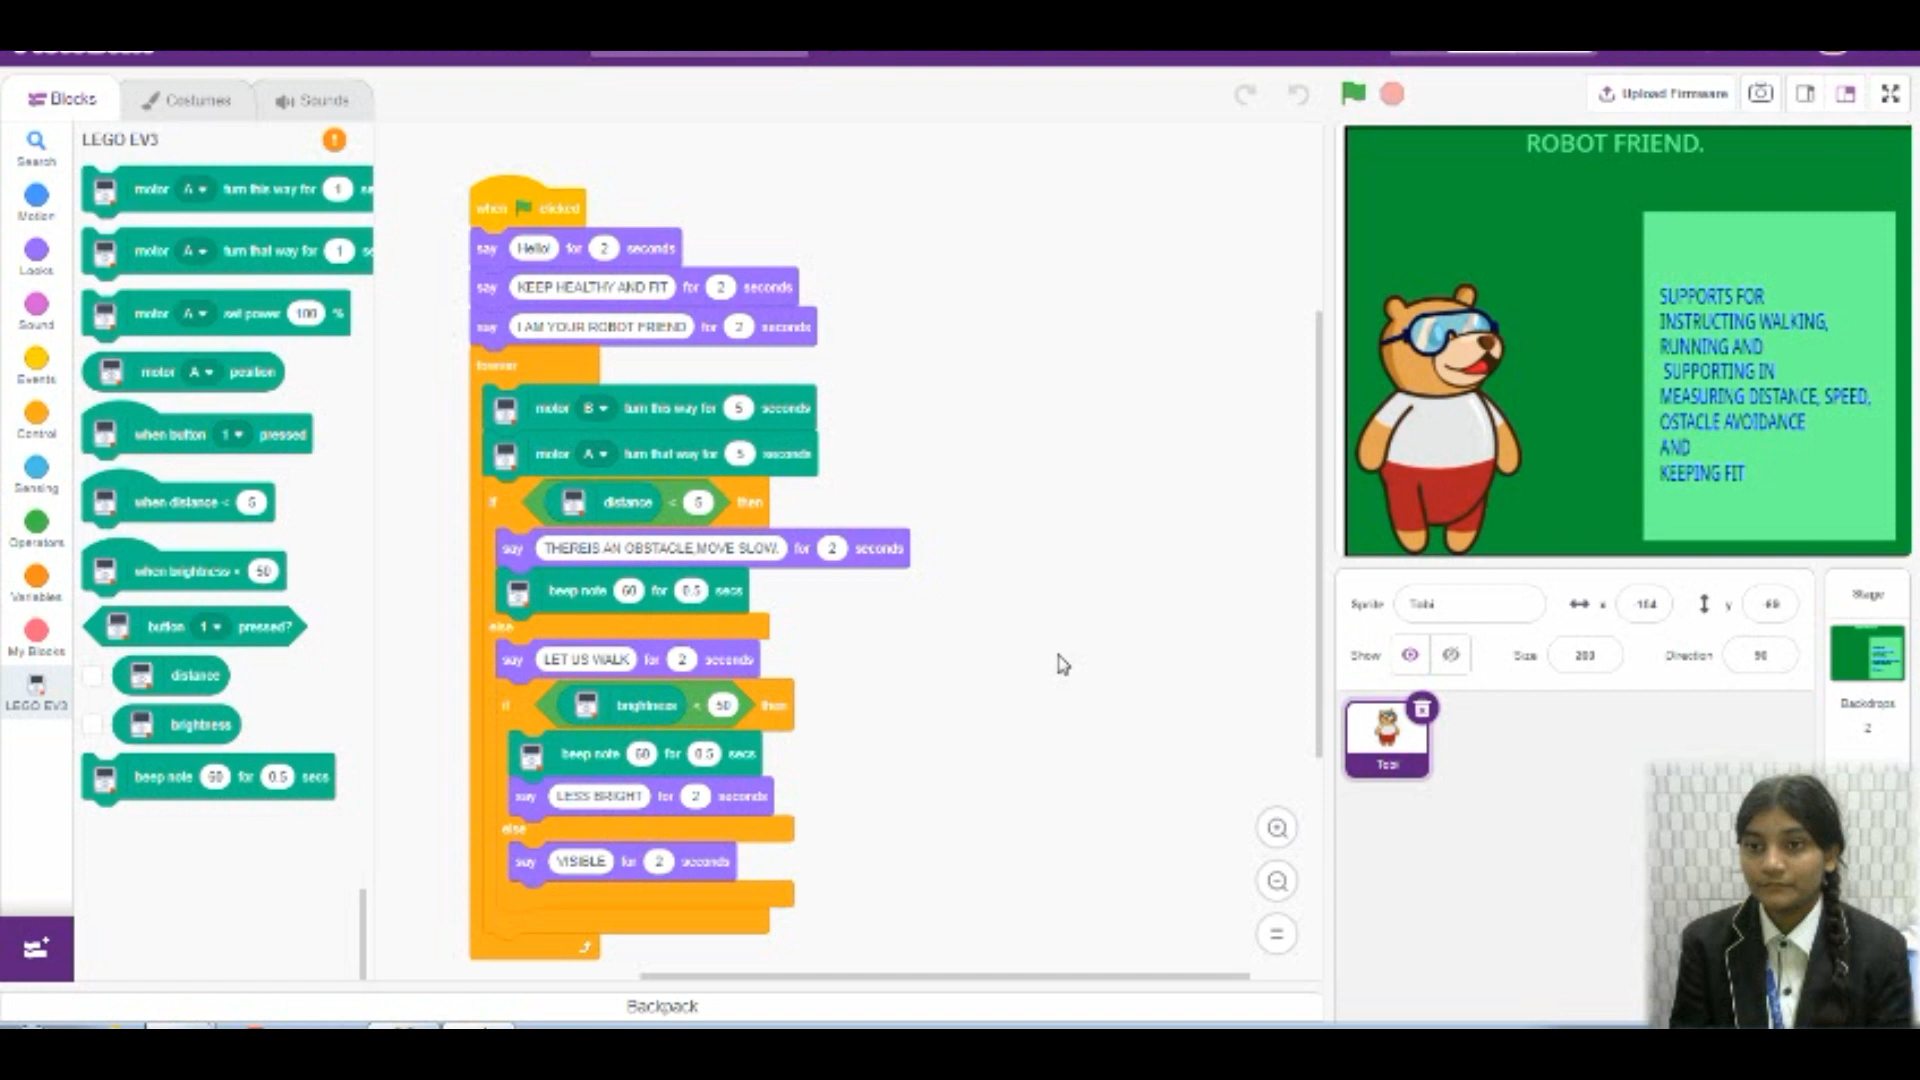 Blocks
Costumes
Sounds
Upload Firmware
Search
Motion
Looks
Sound
Events
Control
Sensing
Operators
Variables
My Blocks
LEGO EV3
LEGO EV3
motor A turn this way for 1 se
motor A turn that way for 1 se
motor A set power 100 %
motor A position
when button 1 pressed
when distance < 5
when brightness < 50
button 1 pressed?
distance
brightness
beep note 60 for 0.5 secs
when clicked
say Hello! for 2 seconds
say KEEP HEALTHY AND FIT for 2 seconds
say I AM YOUR ROBOT FRIEND for 2 seconds
forever
motor B turn this way for 5 seconds
motor A turn that way for 5 seconds
if distance < 5 then
say THEREIS AN OBSTACLE,MOVE SLOW. for 2 seconds
beep note 60 for 0.5 secs
else
say LET US WALK for 2 seconds
if brightness < 50 then
beep note 60 for 0.5 secs
say LESS BRIGHT for 2 seconds
else
say VISIBLE for 2 seconds
Backpack
ROBOT FRIEND.
SUPPORTS FOR
INSTRUCTING WALKING,
RUNNING AND
SUPPORTING IN
MEASURING DISTANCE, SPEED,
OSTACLE AVOIDANCE
AND
KEEPING FIT
Sprite Tobi x -164 y -69
Show Size 200 Direction 90
Tobi
Stage
Backdrops
2